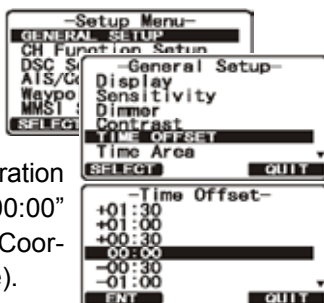 -Setup Menu-
GENERAL SETUP
CH Function Setup
DSC S
AIS/Co
Waypo
MMSI
SELECT
-General Setup-
Display
Sensitivity
Dimmer
Contrast
TIME OFFSET
Time Area
SELECT QUIT
ration
00:00”
Coor-
).
-Time Offset-
+01:30
+01:00
+00:30
00:00
-00:30
-01:00
ENT QUIT